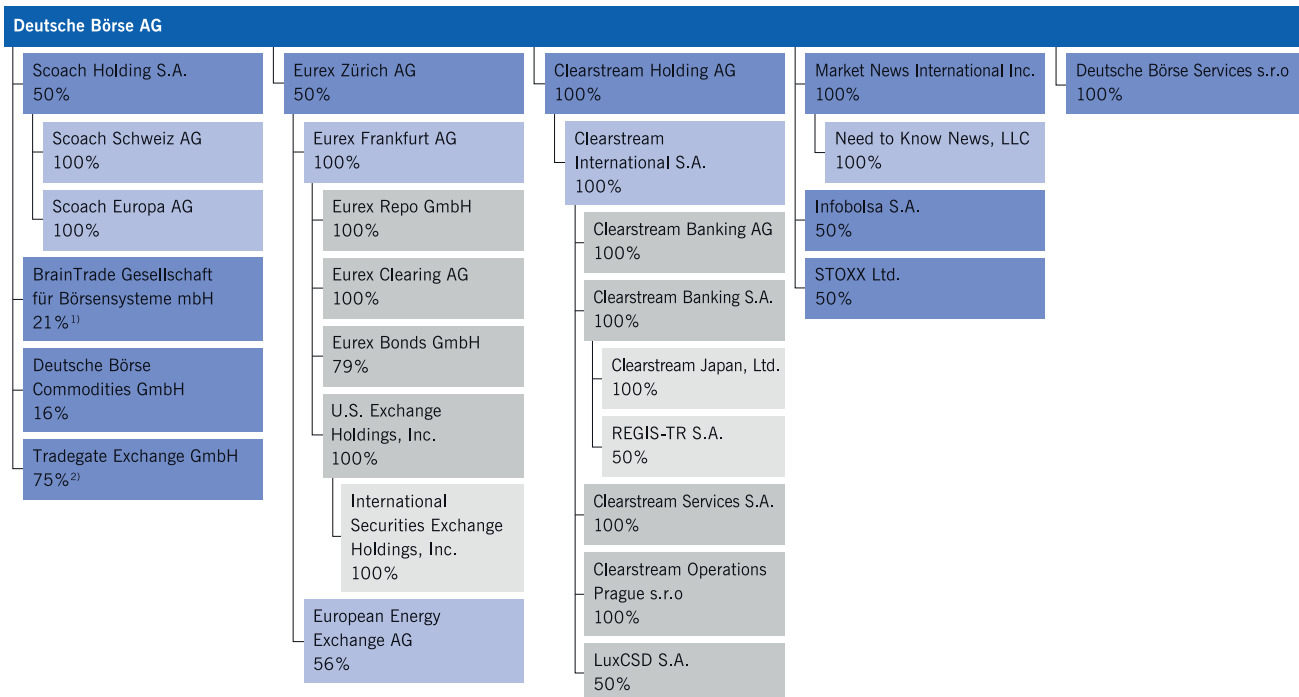 Deutsche Börse AG
Scoach Holding S.A.
50%
Scoach Schweiz AG
100%
Scoach Europa AG
100%
BrainTrade Gesellschaft
für Börsensysteme mbH
21%¹⁾
Deutsche Börse
Commodities GmbH
16%
Tradegate Exchange GmbH
75%²⁾
Eurex Zürich AG
50%
Eurex Frankfurt AG
100%
Eurex Repo GmbH
100%
Eurex Clearing AG
100%
Eurex Bonds GmbH
79%
U.S. Exchange
Holdings, Inc.
100%
International
Securities Exchange
Holdings, Inc.
100%
European Energy
Exchange AG
56%
Clearstream Holding AG
100%
Clearstream
International S.A.
100%
Clearstream Banking AG
100%
Clearstream Banking S.A.
100%
Clearstream Japan, Ltd.
100%
REGIS-TR S.A.
50%
Clearstream Services S.A.
100%
Clearstream Operations
Prague s.r.o
100%
LuxCSD S.A.
50%
Market News International Inc.
100%
Need to Know News, LLC
100%
Infobolsa S.A.
50%
STOXX Ltd.
50%
Deutsche Börse Services s.r.o
100%